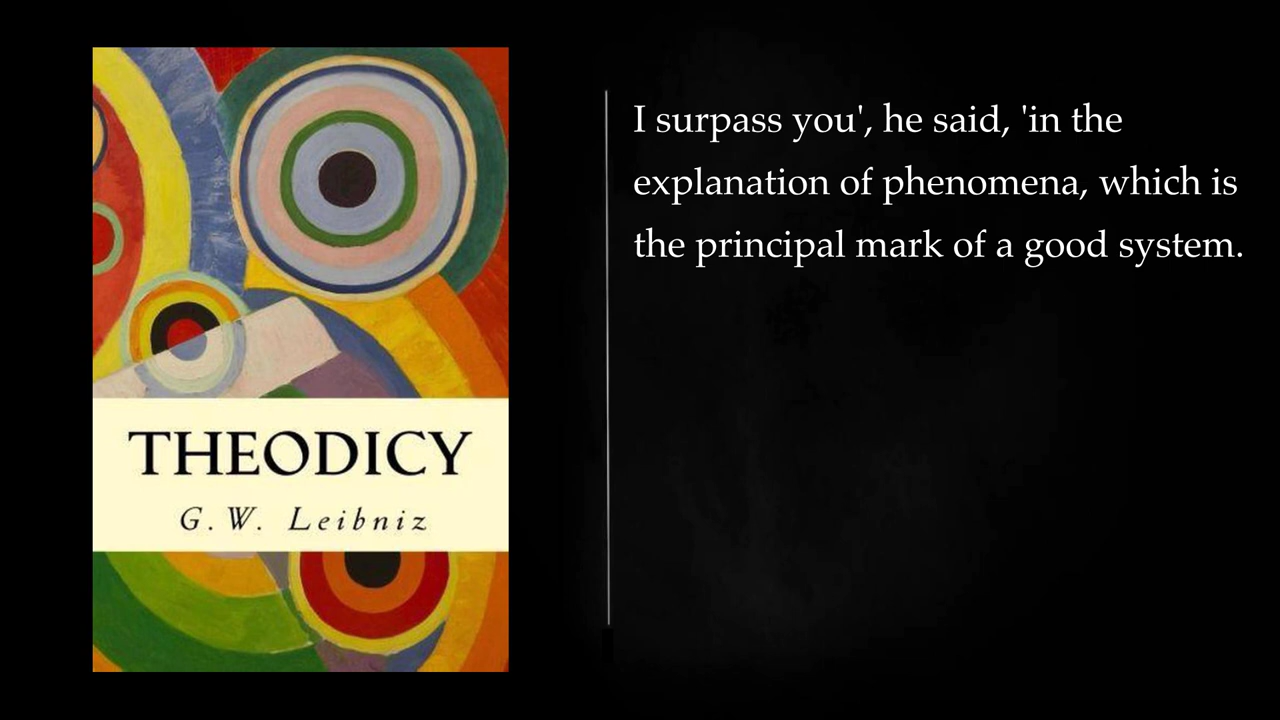 THEODICY
G.W. Leibniz
I surpass you', he said, 'in the
explanation of phenomena, which is
the principal mark of a good system.